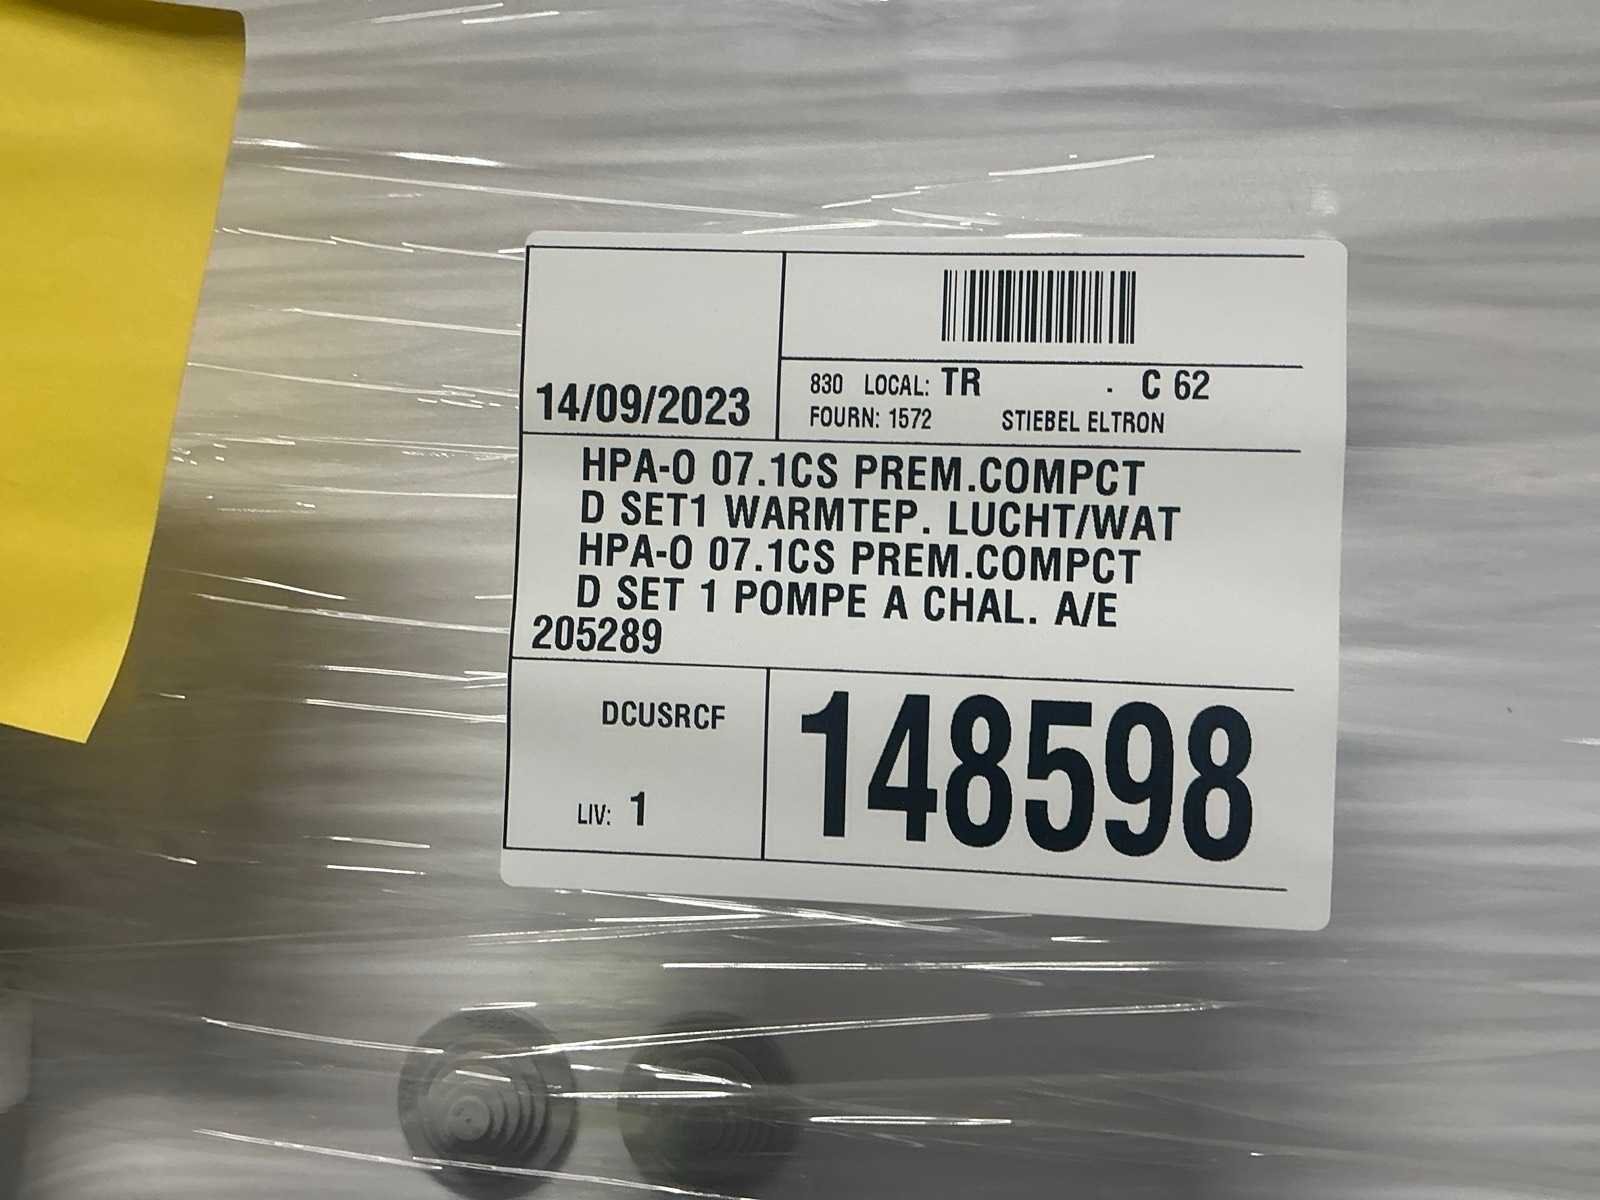 14/09/2023
830 LOCAL: TR . C 62
FOURN: 1572 STIEBEL ELTRON
HPA-O 07.1CS PREM.COMPCT
D SET1 WARMTEP. LUCHT/WAT
HPA-O 07.1CS PREM.COMPCT
D SET 1 POMPE A CHAL. A/E
205289
DCUSRCF
LIV: 1
148598